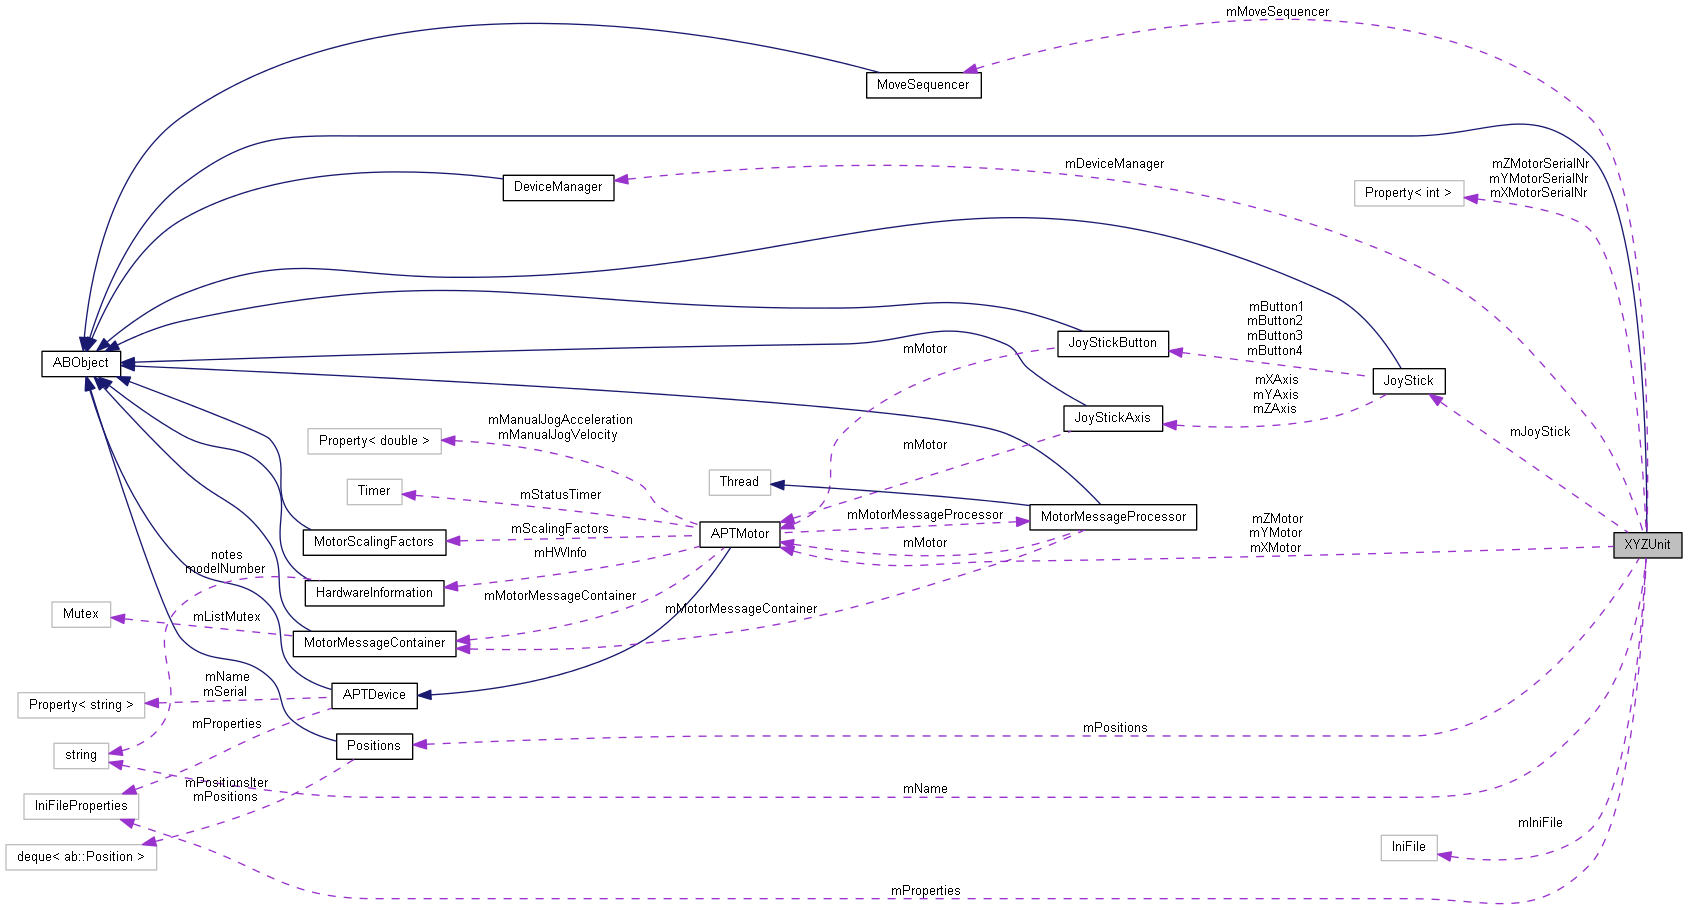 mMoveSequencer
MoveSequencer
mDeviceManager
mZMotorSerialNr
mYMotorSerialNr
mXMotorSerialNr
DeviceManager
Property< int >
mButton1
mButton2
mButton3
mButton4
JoyStickButton
mMotor
ABObject
JoyStick
mXAxis
mYAxis
mZAxis
JoyStickAxis
mManualJogAcceleration
mManualJogVelocity
Property< double >
mMotor
mJoyStick
Thread
Timer
mStatusTimer
mMotorMessageProcessor
MotorMessageProcessor
mZMotor
mYMotor
mXMotor
mScalingFactors
APTMotor
MotorScalingFactors
mMotor
XYZUnit
mHWInfo
notes
modelNumber
HardwareInformation
mMotorMessageContainer
mMotorMessageContainer
Mutex
mListMutex
MotorMessageContainer
mName
mSerial
APTDevice
Property< string >
mProperties
mPositions
Positions
string
mPositionsIter
mPositions
mName
IniFileProperties
mIniFile
IniFile
deque< ab::Position >
mProperties